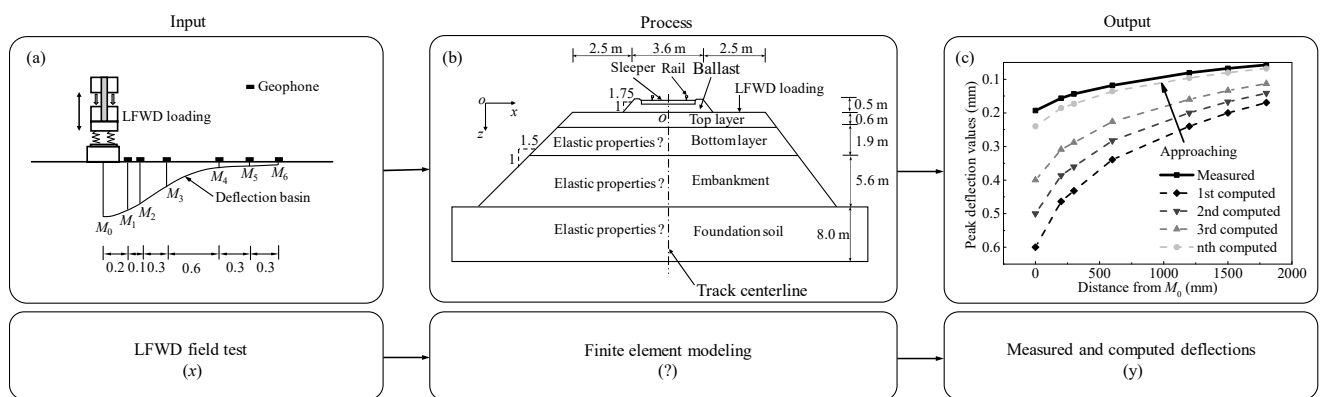 Input
Process
Output
(a)
Geophone
LFWD loading
M0
M1
M2
M3
M4
M5
M6
Deflection basin
0.2
0.1
0.3
0.6
0.3
0.3
(b)
2.5 m
3.6 m
2.5 m
Sleeper
Rail
Ballast
LFWD loading
o
x
z
1.75
1
0.5 m
o
Top layer
0.6 m
1.5
1
Elastic properties ?
Bottom layer
1.9 m
Elastic properties ?
Embankment
5.6 m
Elastic properties ?
Foundation soil
8.0 m
Track centerline
(c)
Peak deflection values (mm)
0.1
0.2
0.3
0.4
0.5
0.6
Approaching
Measured
1st computed
2nd computed
3rd computed
nth computed
0
500
1000
1500
2000
Distance from M0 (mm)
LFWD field test
(x)
Finite element modeling
(?)
Measured and computed deflections
(y)